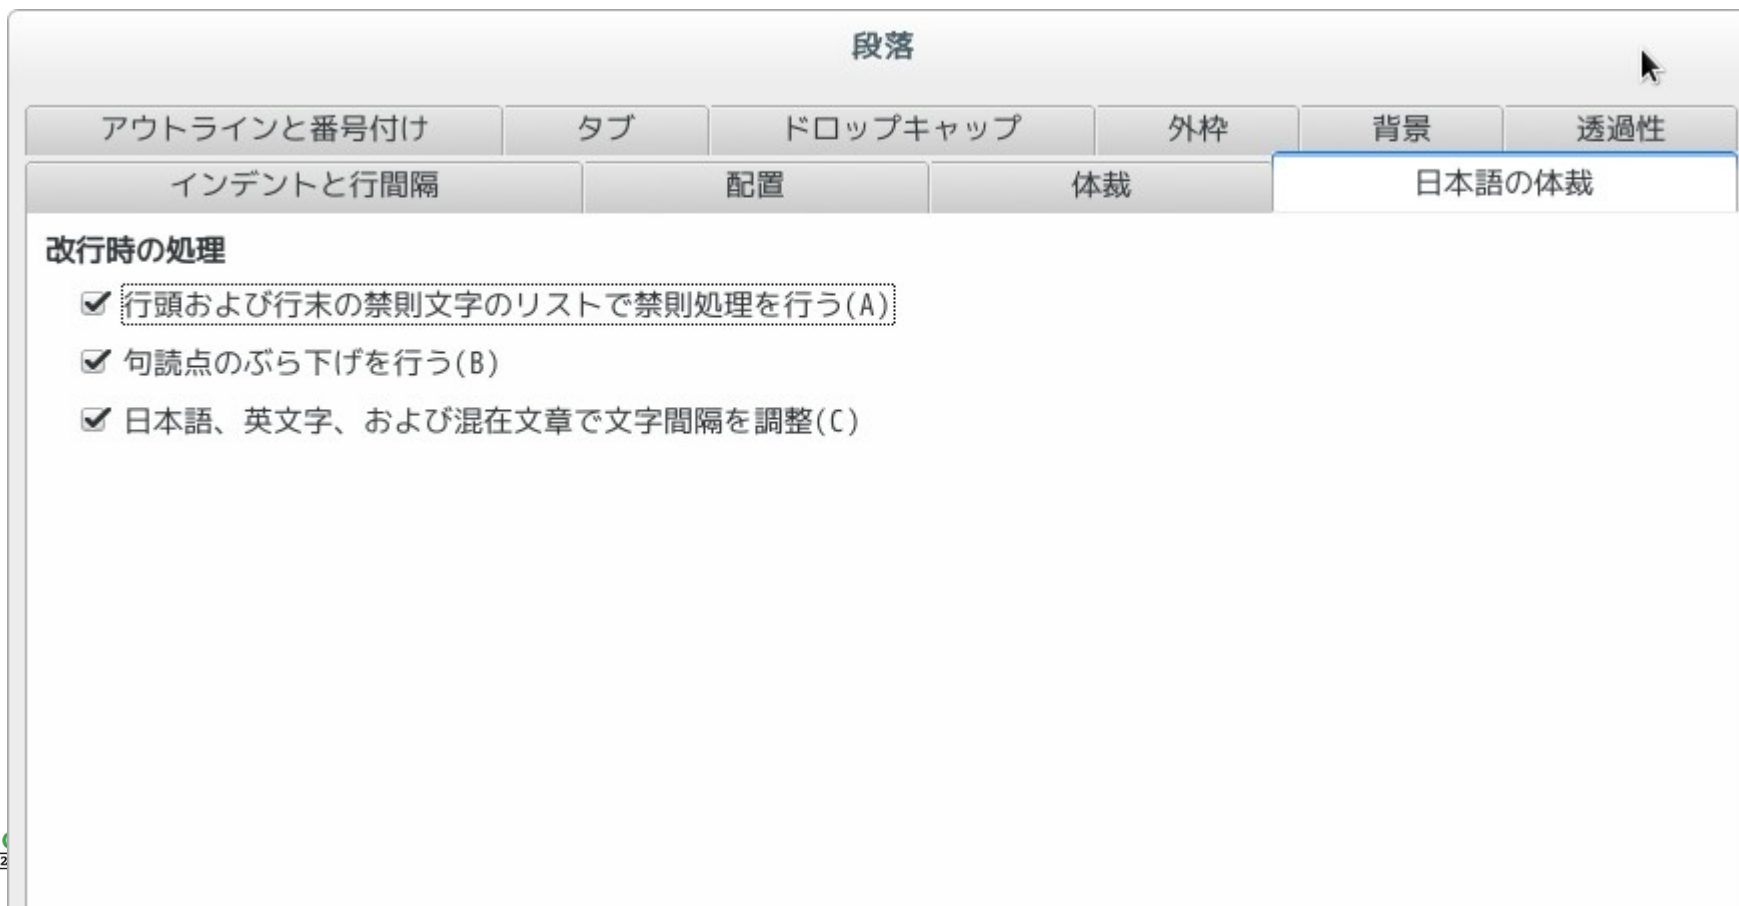 段落
アウトラインと番号付け タブ ドロップキャップ 外枠 背景 透過性
インデントと行間隔 配置 体裁 日本語の体裁
改行時の処理
行頭および行末の禁則文字のリストで禁則処理を行う(A)
句読点のぶら下げを行う(B)
日本語、英文字、および混在文章で文字間隔を調整(C)
2